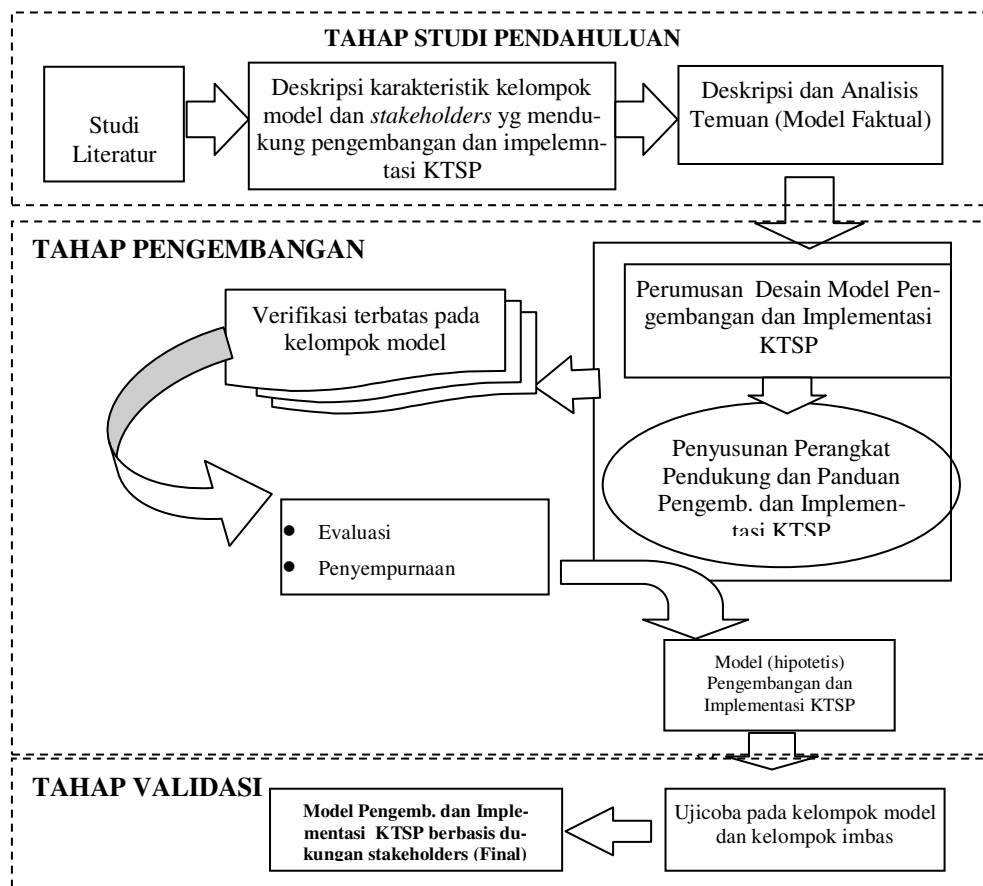 TAHAP STUDI PENDAHULUAN
Studi
Literatur
Deskripsi karakteristik kelompok
model dan stakeholders yg mendu-
kung pengembangan dan impelemn-
tasi KTSP
Deskripsi dan Analisis
Temuan (Model Faktual)
TAHAP PENGEMBANGAN
Perumusan Desain Model Pen-
gembangan dan Implementasi
KTSP
Penyusunan Perangkat
Pendukung dan Panduan
Pengemb. dan Implemen-
tasi KTSP
Verifikasi terbatas pada
kelompok model
• Evaluasi
• Penyempurnaan
Model (hipotetis)
Pengembangan dan
Implementasi KTSP
TAHAP VALIDASI
Ujicoba pada kelompok model
dan kelompok imbas
Model Pengemb. dan Imple-
mentasi KTSP berbasis du-
kungan stakeholders (Final)